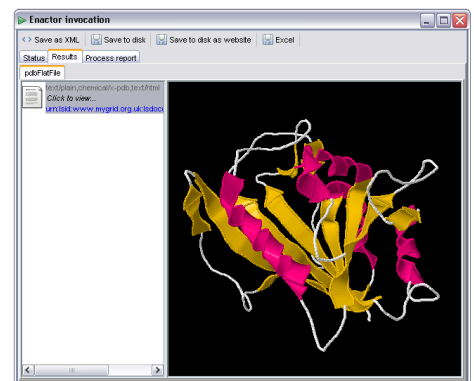 Enactor invocation
<> Save as XML Save to disk Save to disk as website Excel
Status Results Process report
pdbFlatFile
text/plain,chemical/x-pdb,text/html
Click to view...
urn:lsid:www.mygrid.org.uk:lsdocu